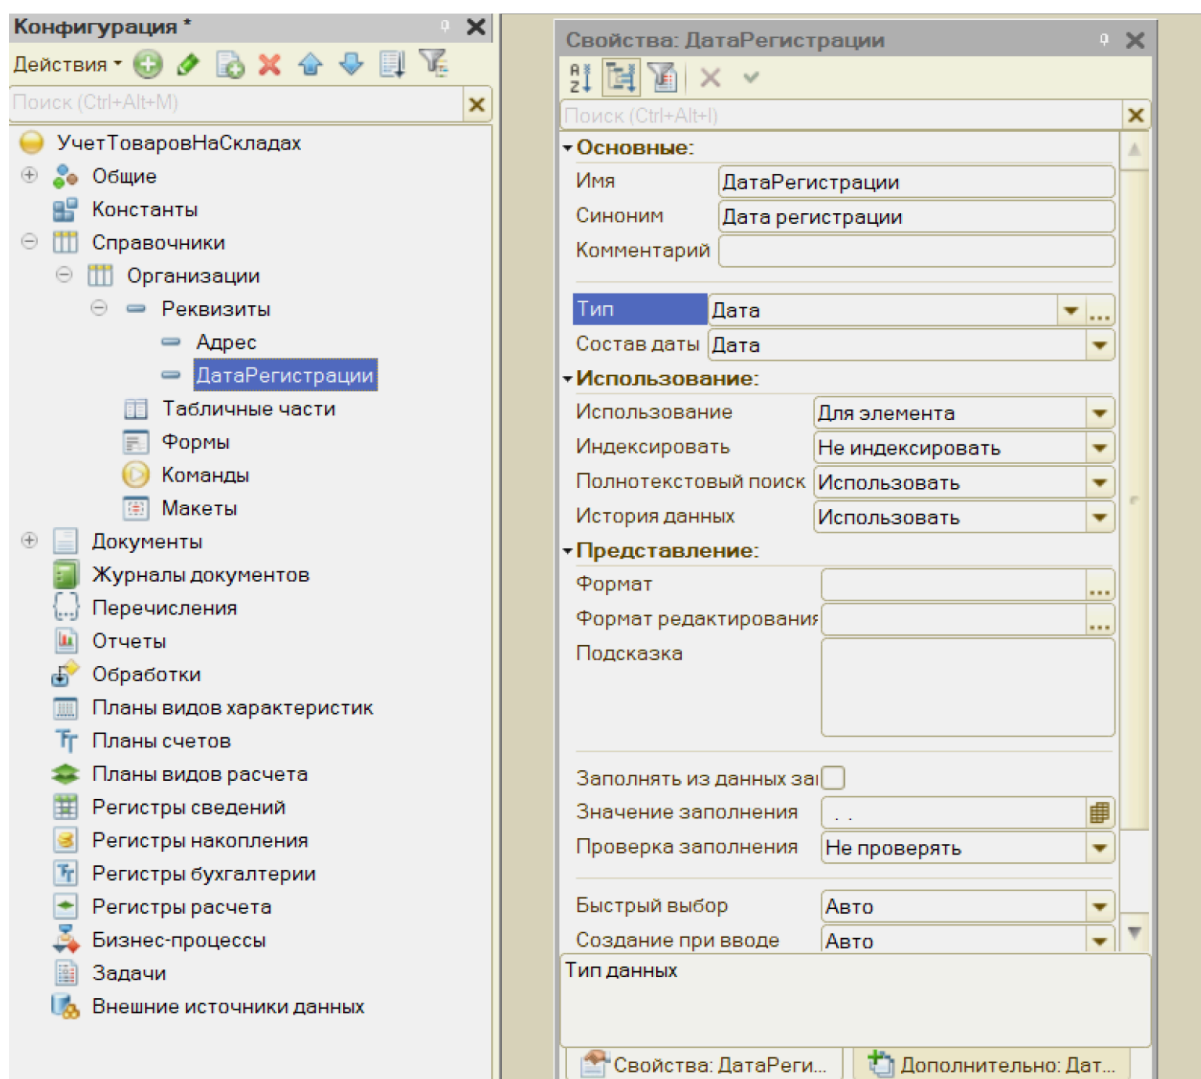 Конфигурация *
Действия
Поиск (Ctrl+Alt+M)
УчетТоваровНаСкладах
Общие
Константы
Справочники
Организации
Реквизиты
Адрес
ДатаРегистрации
Табличные части
Формы
Команды
Макеты
Документы
Журналы документов
Перечисления
Отчеты
Обработки
Планы видов характеристик
Планы счетов
Планы видов расчета
Регистры сведений
Регистры накопления
Регистры бухгалтерии
Регистры расчета
Бизнес-процессы
Задачи
Внешние источники данных
Свойства: ДатаРегистрации
Поиск (Ctrl+Alt+I)
Основные:
Имя ДатаРегистрации
Синоним Дата регистрации
Комментарий
Тип Дата ...
Состав даты Дата
Использование:
Использование Для элемента
Индексировать Не индексировать
Полнотекстовый поиск Использовать
История данных Использовать
Представление:
Формат ...
Формат редактирования ...
Подсказка
Заполнять из данных за
Значение заполнения . .
Проверка заполнения Не проверять
Быстрый выбор Авто
Создание при вводе Авто
Тип данных
Свойства: ДатаРеги... Дополнительно: Дат...